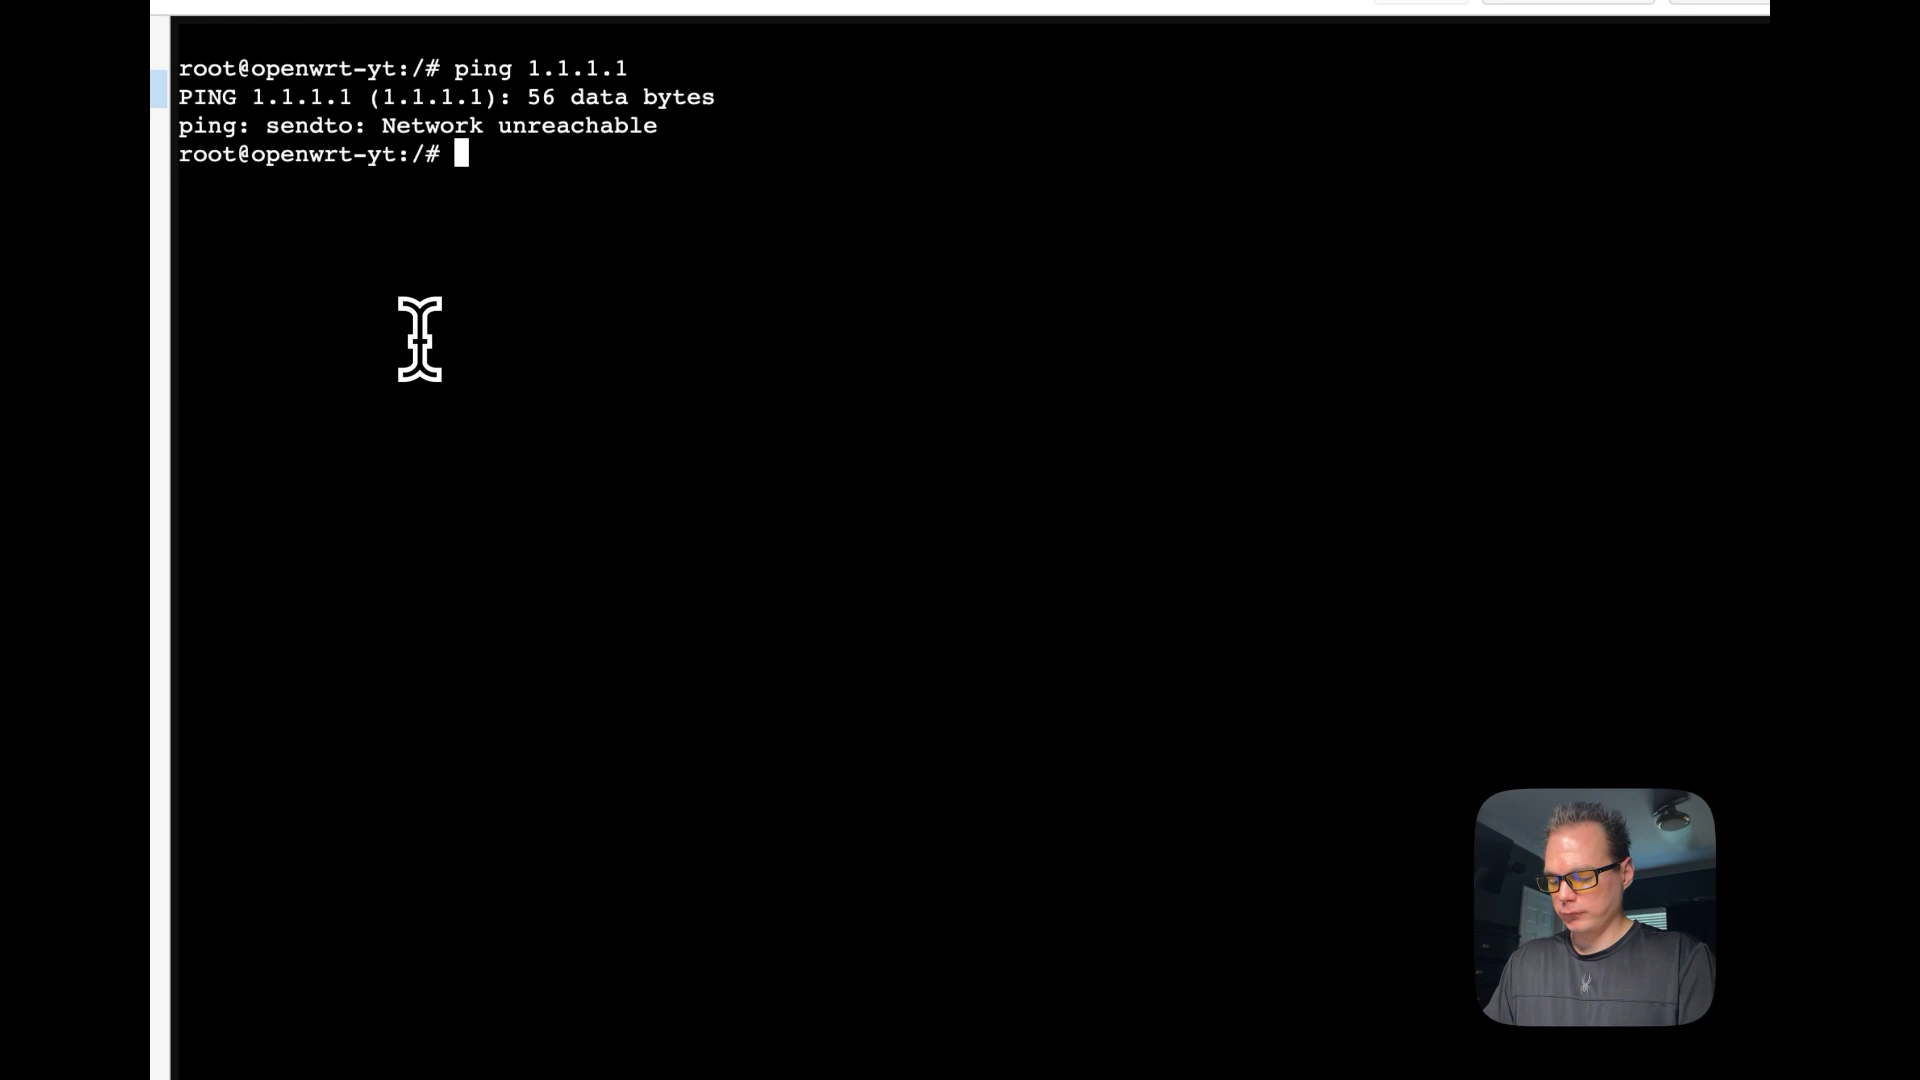 root@openwrt-yt:/# ping 1.1.1.1
PING 1.1.1.1 (1.1.1.1): 56 data bytes
ping: sendto: Network unreachable
root@openwrt-yt:/#